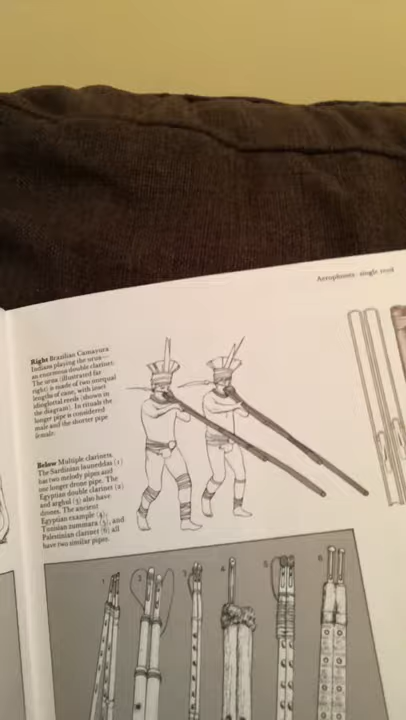 Aerophones: single reed
Right Brazilian Camayura
Indians playing the urua—
an enormous double clarinet.
The urua (illustrated far
right) is made of two unequal
lengths of cane, with inset
idioglottal reeds (shown in
the diagram). In rituals the
longer pipe is considered
male and the shorter pipe
female.
Below Multiple clarinets.
The Sardinian launeddas (1)
has two melody pipes and
one longer drone pipe. The
Egyptian double clarinet (2)
and arghul (3) also have
drones. The ancient
Egyptian example (4),
Tunisian zummara (5), and
Palestinian clarinet (6) all
have two similar pipes.
1 2 3 4 5 6